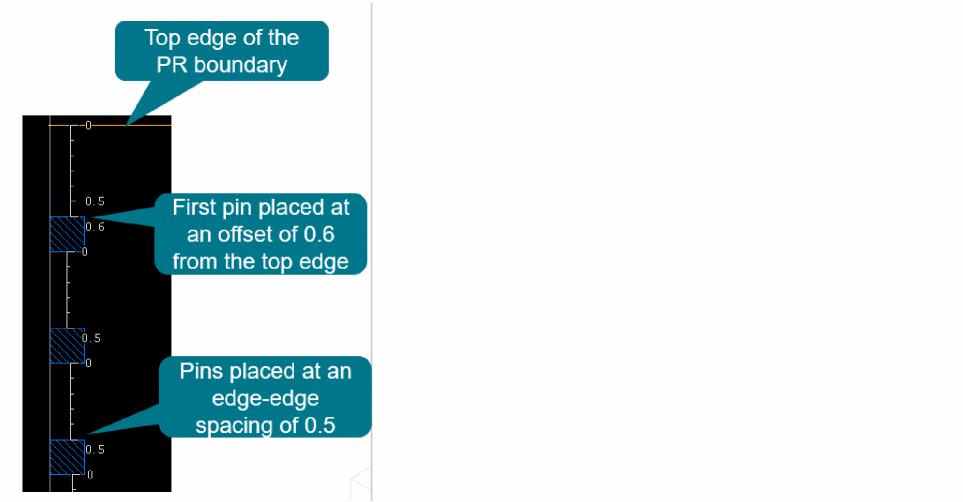 Top edge of the
PR boundary
0
0.5
0.6
First pin placed at
an offset of 0.6
from the top edge
0
0.5
0
Pins placed at an
edge-edge
spacing of 0.5
0.5
0